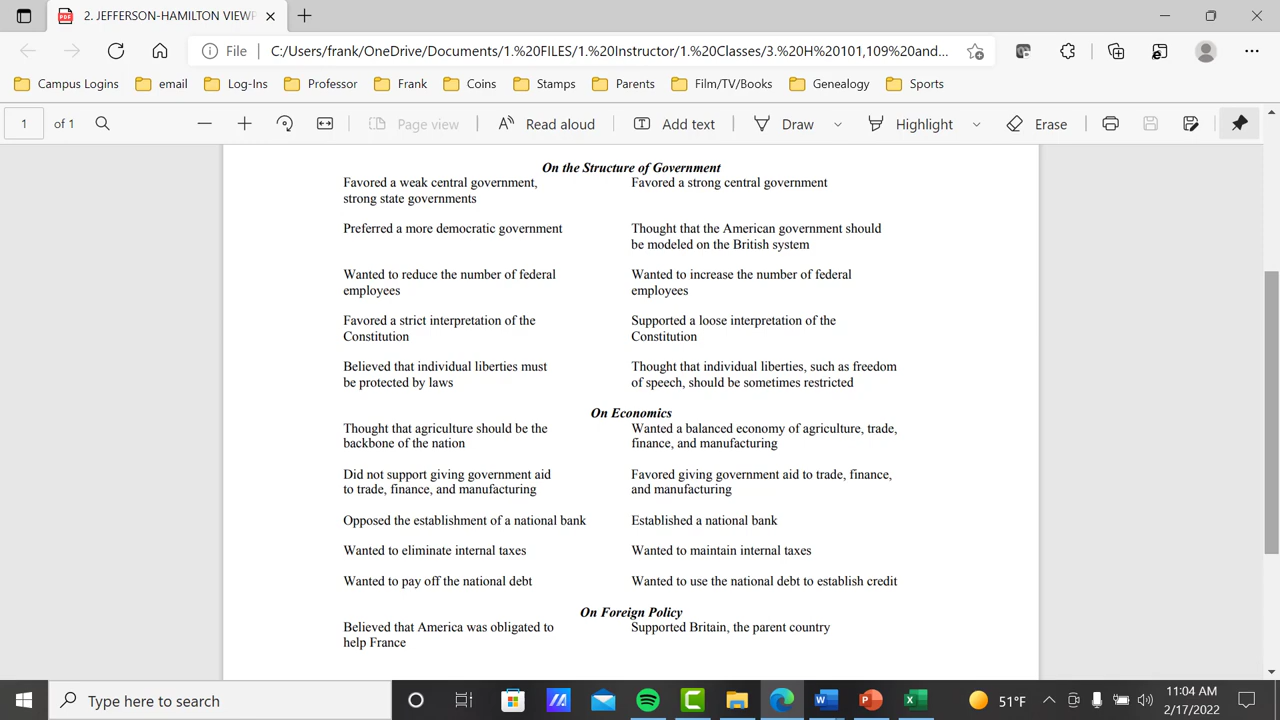 2. JEFFERSON-HAMILTON VIEWP
File C:/Users/frank/OneDrive/Documents/1.%20FILES/1.%20Instructor/1.%20Classes/3.%20H%20101,109%20and...
Campus Logins email Log-Ins Professor Frank Coins Stamps Parents Film/TV/Books Genealogy Sports
1 of 1 Page view Read aloud Add text Draw Highlight Erase
On the Structure of Government
Favored a weak central government, Favored a strong central government
strong state governments
Preferred a more democratic government Thought that the American government should
be modeled on the British system
Wanted to reduce the number of federal Wanted to increase the number of federal
employees employees
Favored a strict interpretation of the Supported a loose interpretation of the
Constitution Constitution
Believed that individual liberties must Thought that individual liberties, such as freedom
be protected by laws of speech, should be sometimes restricted
On Economics
Thought that agriculture should be the Wanted a balanced economy of agriculture, trade,
backbone of the nation finance, and manufacturing
Did not support giving government aid Favored giving government aid to trade, finance,
to trade, finance, and manufacturing and manufacturing
Opposed the establishment of a national bank Established a national bank
Wanted to eliminate internal taxes Wanted to maintain internal taxes
Wanted to pay off the national debt Wanted to use the national debt to establish credit
On Foreign Policy
Believed that America was obligated to Supported Britain, the parent country
help France
Type here to search 51°F 11:04 AM
2/17/2022